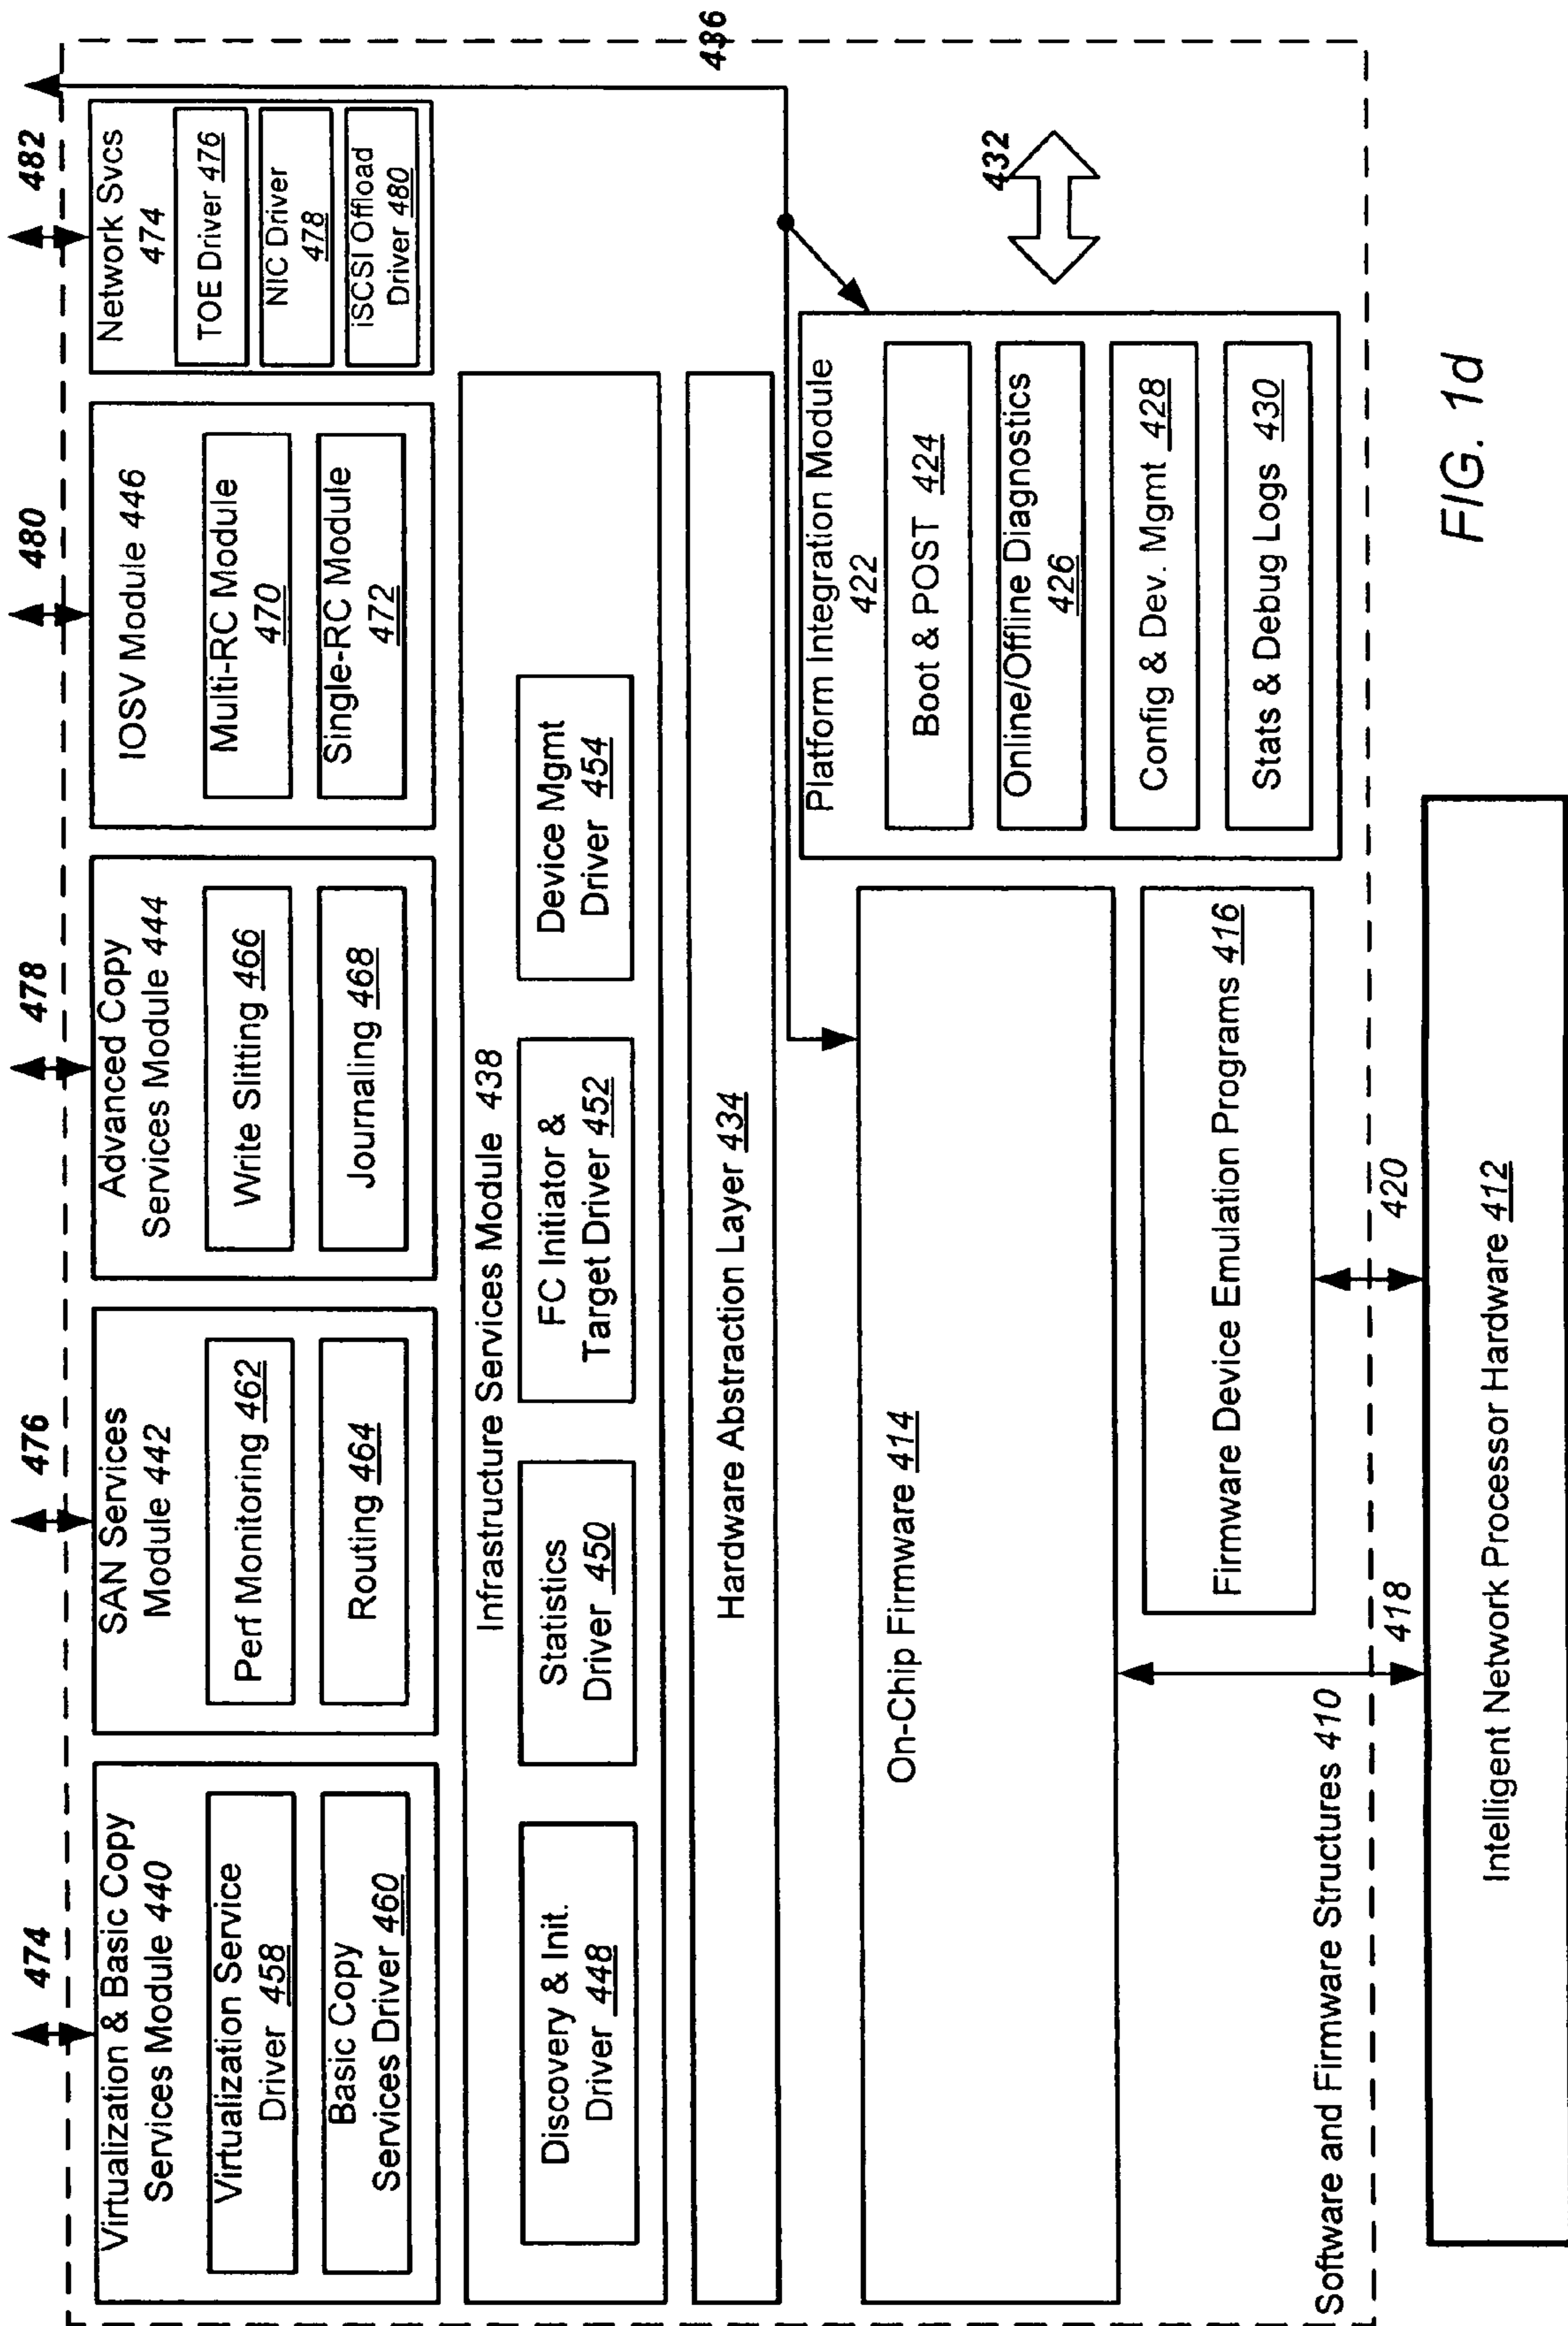 474
476
478
480
482
486
Virtualization & Basic Copy
Services Module 440
Virtualization Service
Driver 458
Basic Copy
Services Driver 460
SAN Services
Module 442
Perf Monitoring 462
Routing 464
Advanced Copy
Services Module 444
Write Slitting 466
Journaling 468
IOSV Module 446
Multi-RC Module
470
Single-RC Module
472
Network Svcs
474
TOE Driver 476
NIC Driver
478
iSCSI Offload
Driver 480
Infrastructure Services Module 438
Discovery & Init.
Driver 448
Statistics
Driver 450
FC Initiator &
Target Driver 452
Device Mgmt
Driver 454
Hardware Abstraction Layer 434
On-Chip Firmware 414
Firmware Device Emulation Programs 416
Platform Integration Module
422
Boot & POST 424
Online/Offline Diagnostics
426
Config & Dev. Mgmt 428
Stats & Debug Logs 430
432
Software and Firmware Structures 410
418
420
Intelligent Network Processor Hardware 412
FIG. 1d